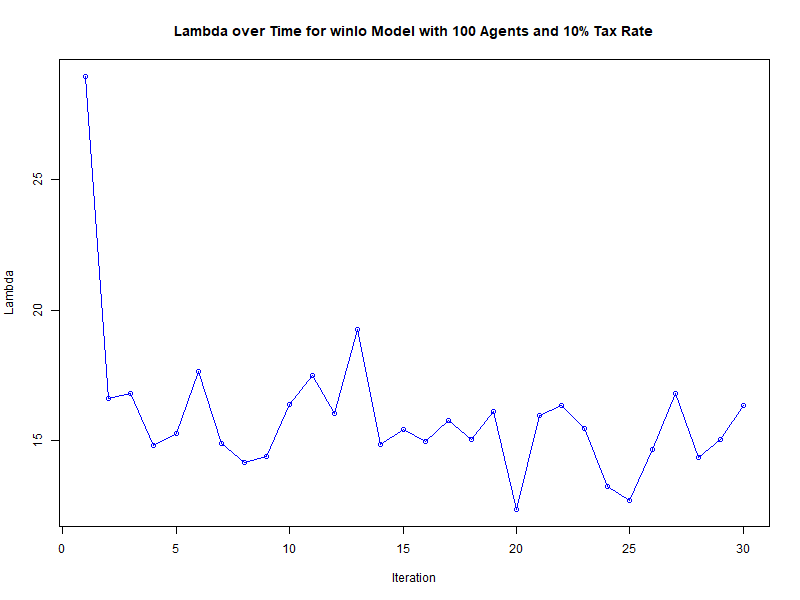 Lambda over Time for winlo Model with 100 Agents and 10% Tax Rate
Lambda
25
20
15
0 5 10 15 20 25 30
Iteration